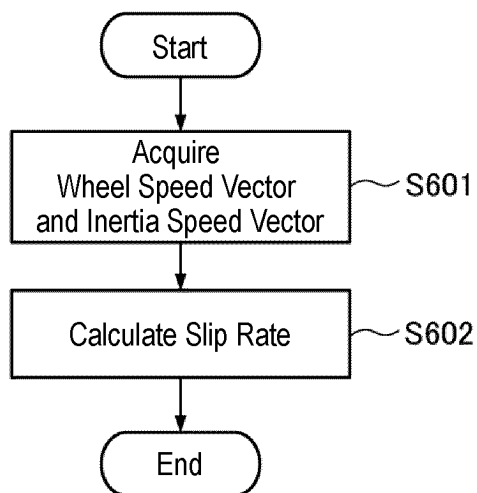 Start
Acquire
Wheel Speed Vector
and Inertia Speed Vector
S601
Calculate Slip Rate
S602
End